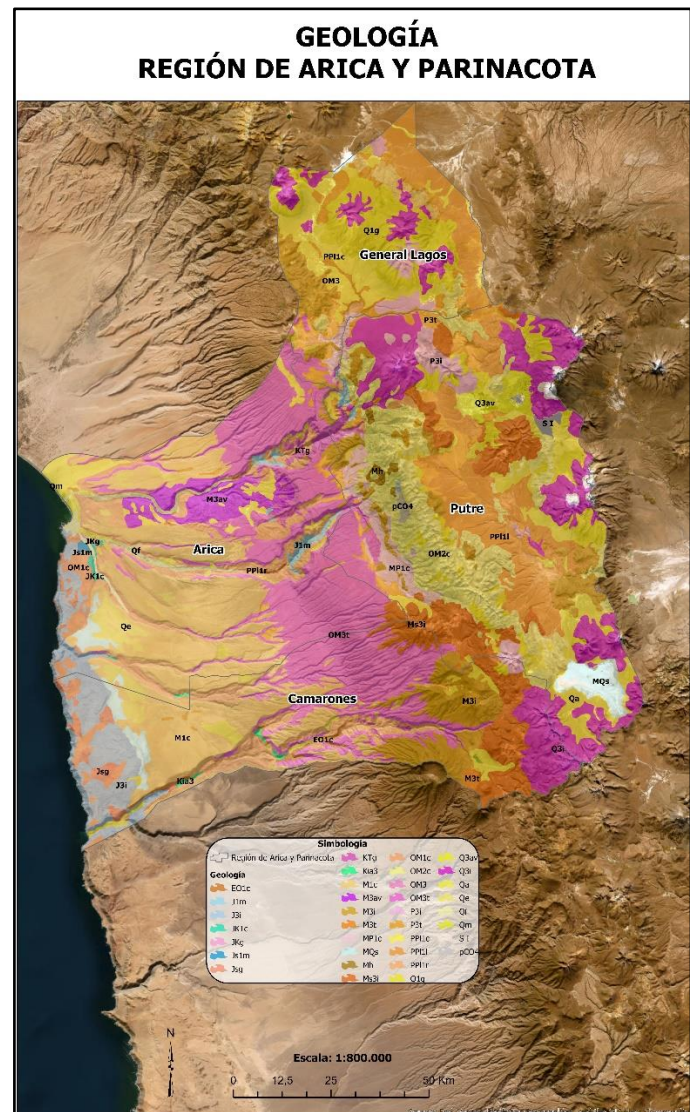 GEOLOGÍA
REGIÓN DE ARICA Y PARINACOTA
Q1g
General Lagos
PPl1c
OM3
P3t
P3i
Q3av
S I
KTg
Mh
Qm
M3av
pCO4
Putre
JKg
Js1m
Qf
Arica
J1m
PPl1l
OM1c
OM2c
JK1c
PPl1r
MP1c
Qe
Ms3i
OM3t
MQs
Camarones
M3i
Qa
M1c
EO1c
Q3i
Jsg
J3i
Kia3
M3t
Simbología
Región de Arica y Parinacota
Geología
EO1c
J1m
J3i
JK1c
JKg
Js1m
Jsg
KTg
Kia3
M1c
M3av
M3i
M3t
MP1c
MQs
Mh
Ms3i
OM1c
OM2c
OM3
OM3t
P3i
P3t
PPl1c
PPl1l
PPl1r
Q1g
Q3av
Q3i
Qa
Qe
Qf
Qm
S I
pCO4
N
Escala: 1:800.000
0 12,5 25 50 Km